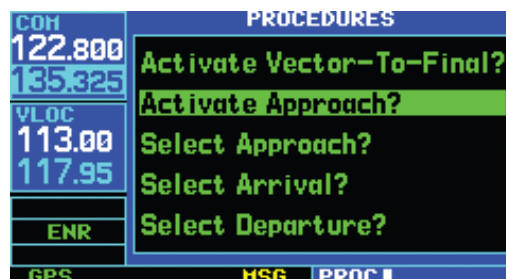 COM
122.800
135.325
VLOC
113.00
117.95
ENR
GPS
PROCEDURES
Activate Vector-To-Final?
Activate Approach?
Select Approach?
Select Arrival?
Select Departure?
MSG
PROC